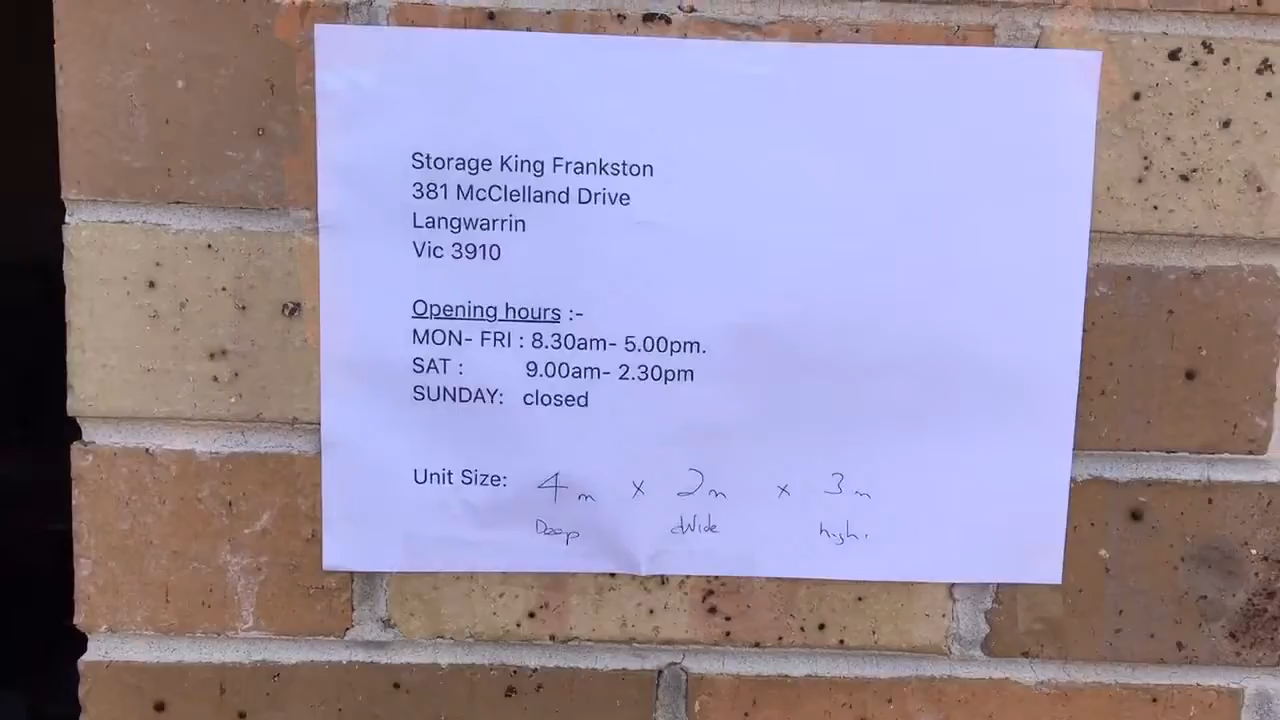 Storage King Frankston
381 McClelland Drive
Langwarrin
Vic 3910
Opening hours :-
MON- FRI : 8.30am- 5.00pm.
SAT : 9.00am- 2.30pm
SUNDAY: closed
Unit Size: 4m x 2m x 3m
Deep Wide high.